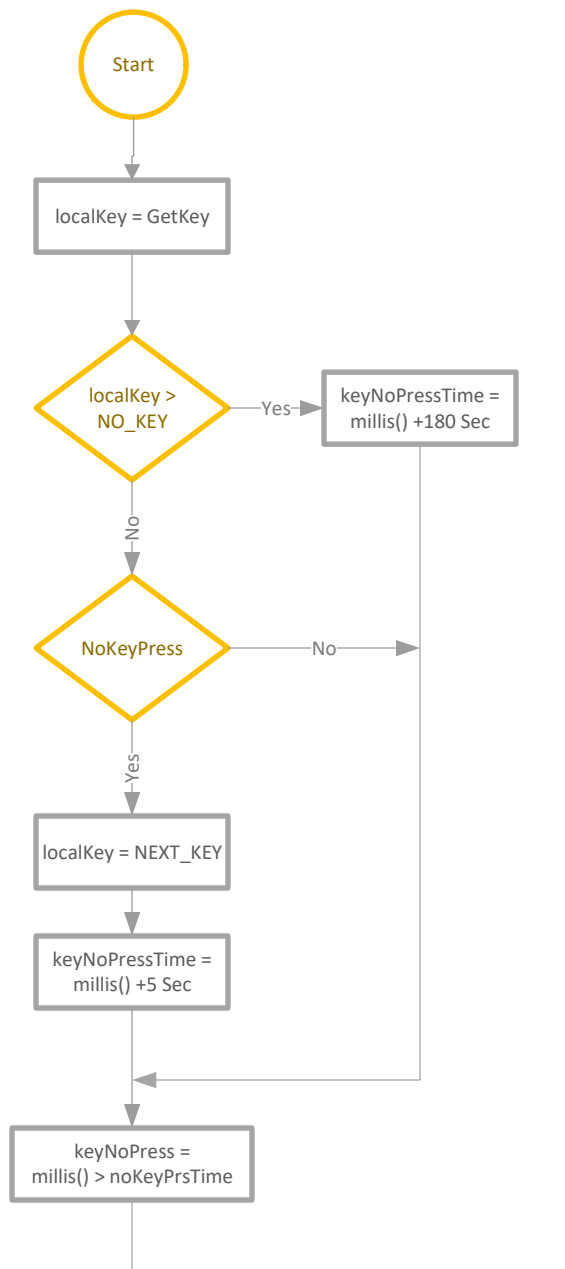 Start
localKey = GetKey
localKey >
NO_KEY
Yes
keyNoPressTime =
millis() +180 Sec
No
NoKeyPress
No
Yes
localKey = NEXT_KEY
keyNoPressTime =
millis() +5 Sec
keyNoPress =
millis() > noKeyPrsTime